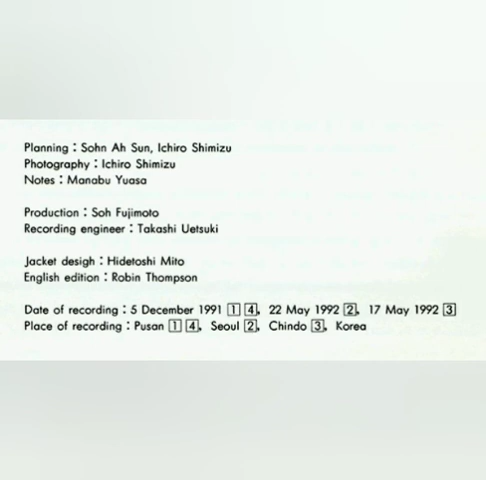 Planning : Sohn Ah Sun, Ichiro Shimizu
Photography : Ichiro Shimizu
Notes : Manabu Yuasa
Production : Soh Fujimoto
Recording engineer : Takashi Uetsuki
Jacket desigh : Hidetoshi Mito
English edition : Robin Thompson
Date of recording : 5 December 1991 1 4, 22 May 1992 2, 17 May 1992 3
Place of recording : Pusan 1 4, Seoul 2, Chindo 3, Korea